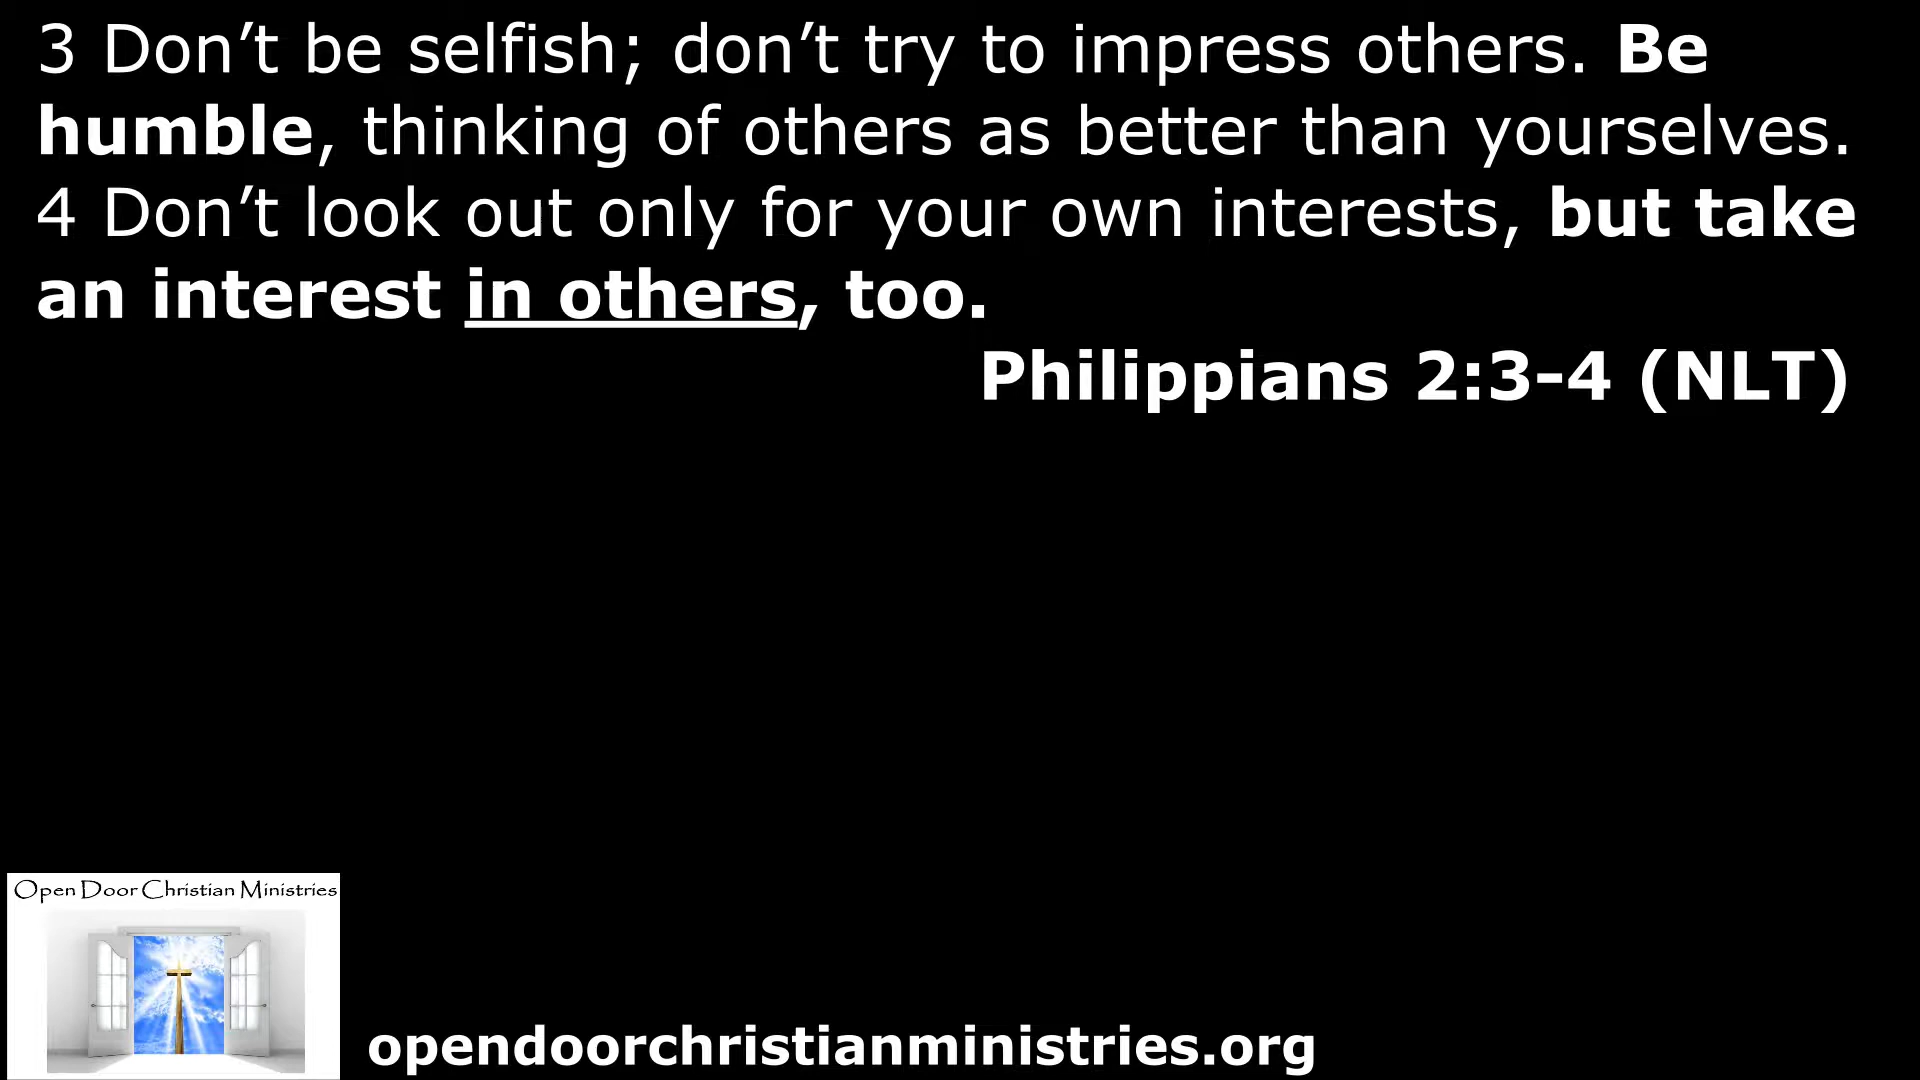 3 Don’t be selfish; don’t try to impress others. Be
humble, thinking of others as better than yourselves.
4 Don’t look out only for your own interests, but take
an interest in others, too.
Philippians 2:3-4 (NLT)
Open Door Christian Ministries
opendoorchristianministries.org